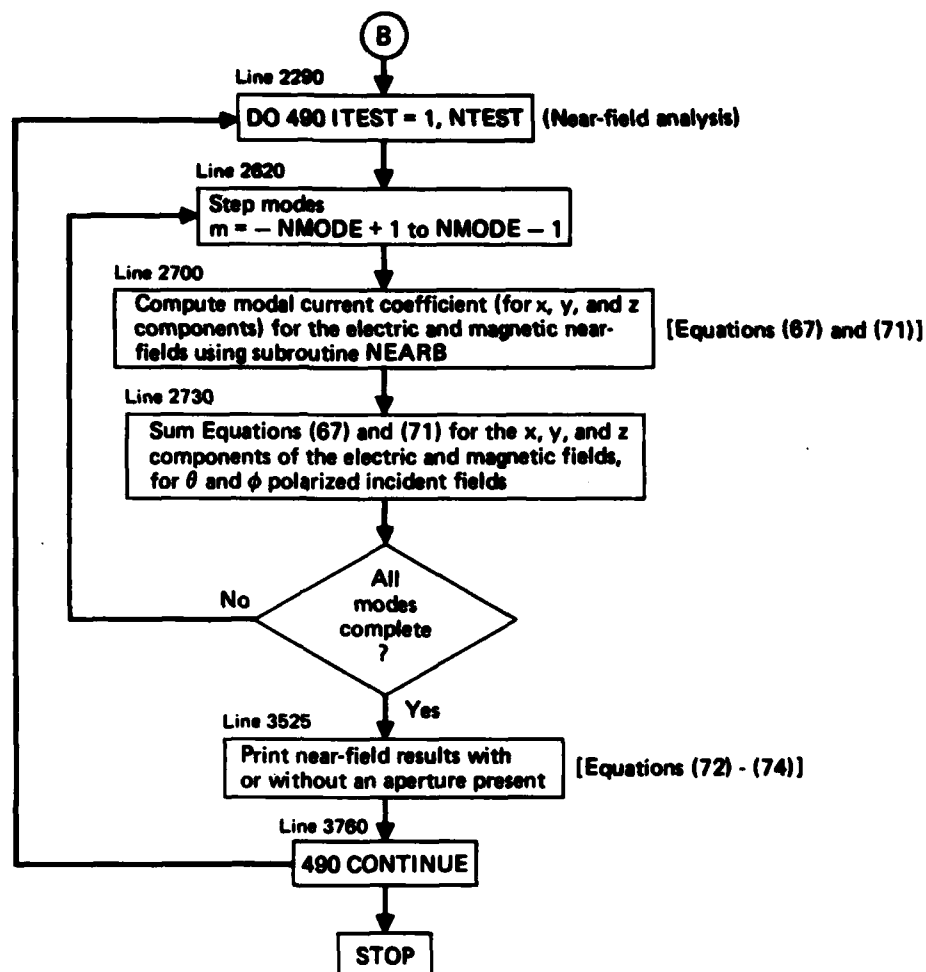 B
Line 2290
DO 490 ITEST = 1, NTEST (Near-field analysis)
Line 2620
Step modes
m = – NMODE + 1 to NMODE – 1
Line 2700
Compute modal current coefficient (for x, y, and z
components) for the electric and magnetic near-
fields using subroutine NEARB
[Equations (67) and (71)]
Line 2730
Sum Equations (67) and (71) for the x, y, and z
components of the electric and magnetic fields,
for θ and ϕ polarized incident fields
All
modes
complete
?
No
Yes
Line 3525
Print near-field results with
or without an aperture present
[Equations (72) - (74)]
Line 3760
490 CONTINUE
STOP